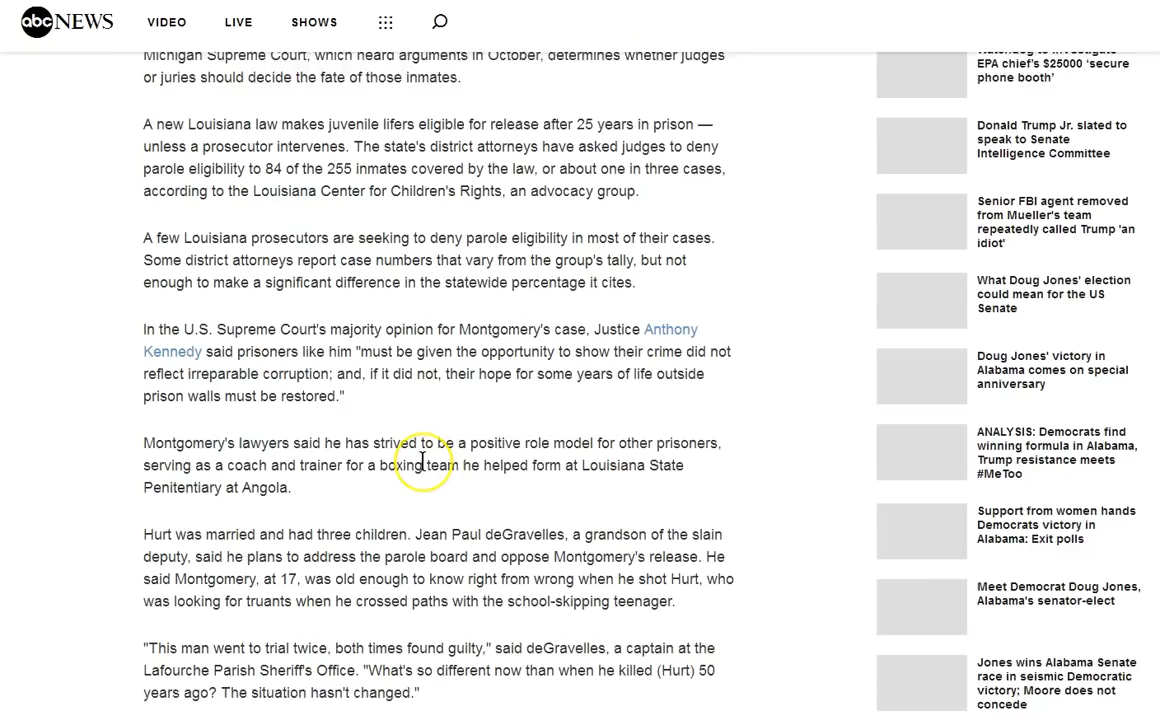 abc NEWS VIDEO LIVE SHOWS
Michigan Supreme Court, which heard arguments in October, determines whether judges
or juries should decide the fate of those inmates.
A new Louisiana law makes juvenile lifers eligible for release after 25 years in prison —
unless a prosecutor intervenes. The state's district attorneys have asked judges to deny
parole eligibility to 84 of the 255 inmates covered by the law, or about one in three cases,
according to the Louisiana Center for Children's Rights, an advocacy group.
A few Louisiana prosecutors are seeking to deny parole eligibility in most of their cases.
Some district attorneys report case numbers that vary from the group's tally, but not
enough to make a significant difference in the statewide percentage it cites.
In the U.S. Supreme Court's majority opinion for Montgomery's case, Justice Anthony
Kennedy said prisoners like him "must be given the opportunity to show their crime did not
reflect irreparable corruption; and, if it did not, their hope for some years of life outside
prison walls must be restored."
Montgomery's lawyers said he has strived to be a positive role model for other prisoners,
serving as a coach and trainer for a boxing team he helped form at Louisiana State
Penitentiary at Angola.
Hurt was married and had three children. Jean Paul deGravelles, a grandson of the slain
deputy, said he plans to address the parole board and oppose Montgomery's release. He
said Montgomery, at 17, was old enough to know right from wrong when he shot Hurt, who
was looking for truants when he crossed paths with the school-skipping teenager.
"This man went to trial twice, both times found guilty," said deGravelles, a captain at the
Lafourche Parish Sheriff's Office. "What's so different now than when he killed (Hurt) 50
years ago? The situation hasn't changed."
Watchdog to investigate
EPA chief's $25000 ‘secure
phone booth’
Donald Trump Jr. slated to
speak to Senate
Intelligence Committee
Senior FBI agent removed
from Mueller's team
repeatedly called Trump 'an
idiot'
What Doug Jones' election
could mean for the US
Senate
Doug Jones' victory in
Alabama comes on special
anniversary
ANALYSIS: Democrats find
winning formula in Alabama,
Trump resistance meets
#MeToo
Support from women hands
Democrats victory in
Alabama: Exit polls
Meet Democrat Doug Jones,
Alabama's senator-elect
Jones wins Alabama Senate
race in seismic Democratic
victory; Moore does not
concede